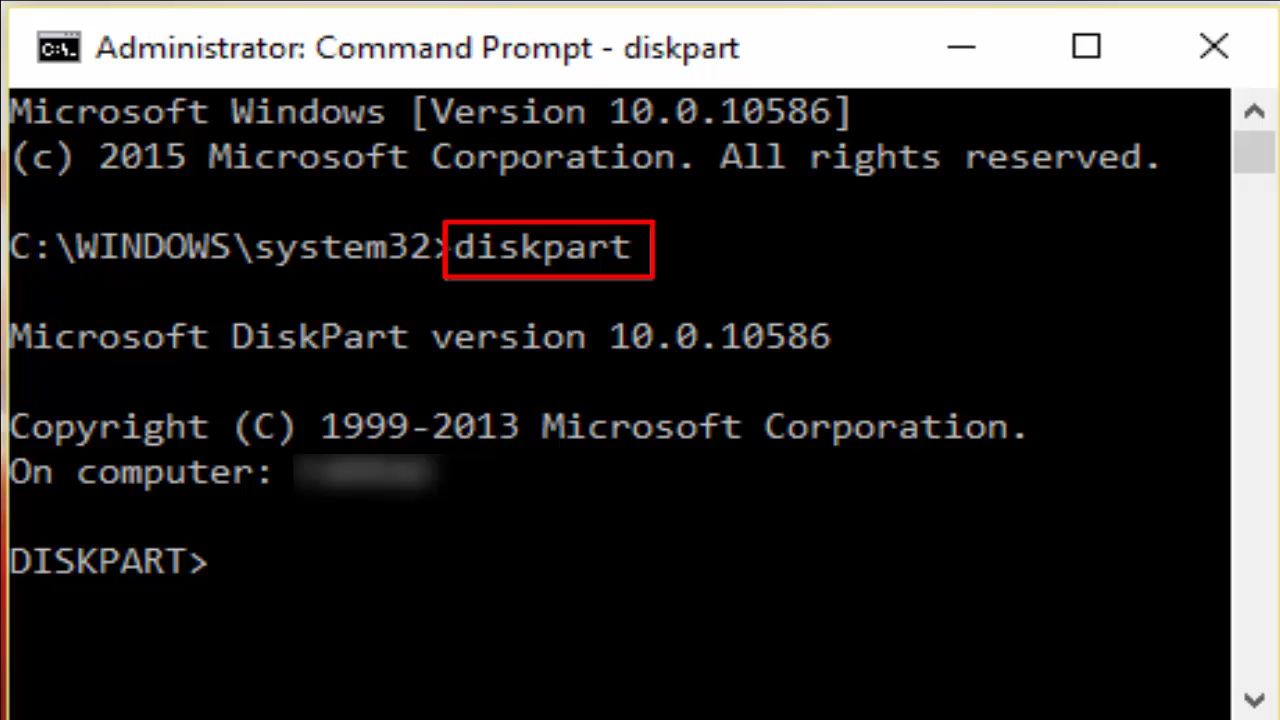 Administrator: Command Prompt - diskpart
Microsoft Windows [Version 10.0.10586]
(c) 2015 Microsoft Corporation. All rights reserved.
C:\WINDOWS\system32>diskpart
Microsoft DiskPart version 10.0.10586
Copyright (C) 1999-2013 Microsoft Corporation.
On computer:
DISKPART>